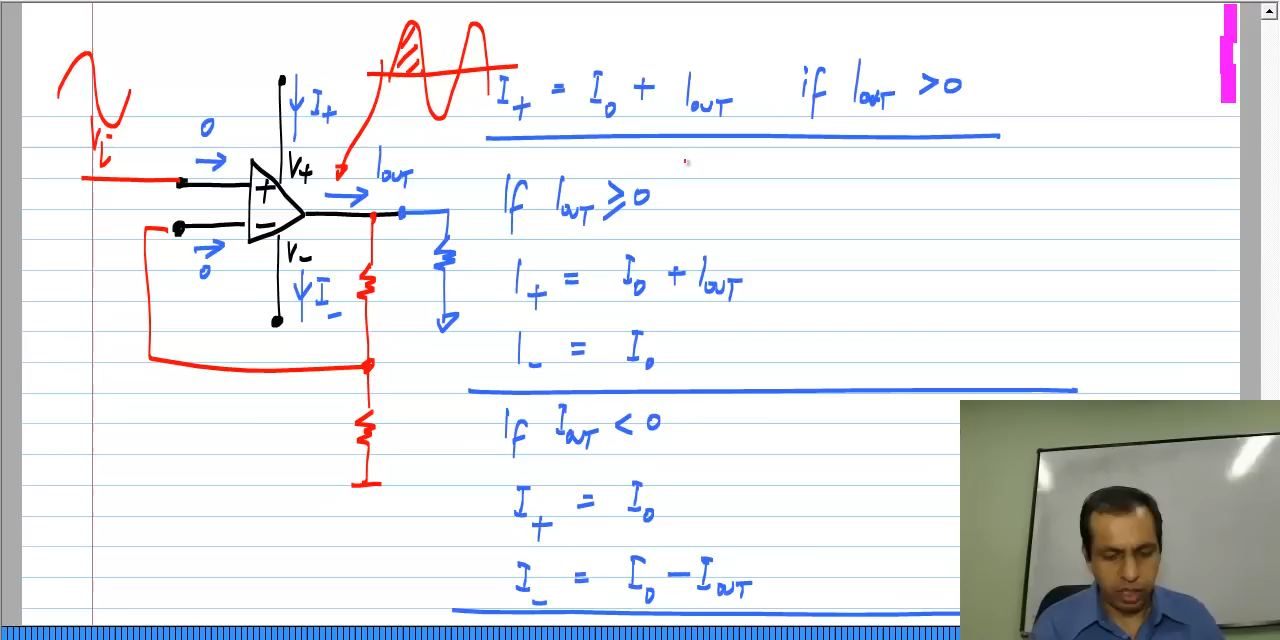 I+ = I0 + IOUT if IOUT > 0
Vi
0
I+
V+
IOUT
+
−
0
V−
I−
If IOUT ⩾ 0
I+ = I0 + IOUT
I− = I0
If IOUT < 0
I+ = I0
I− = I0 − IOUT